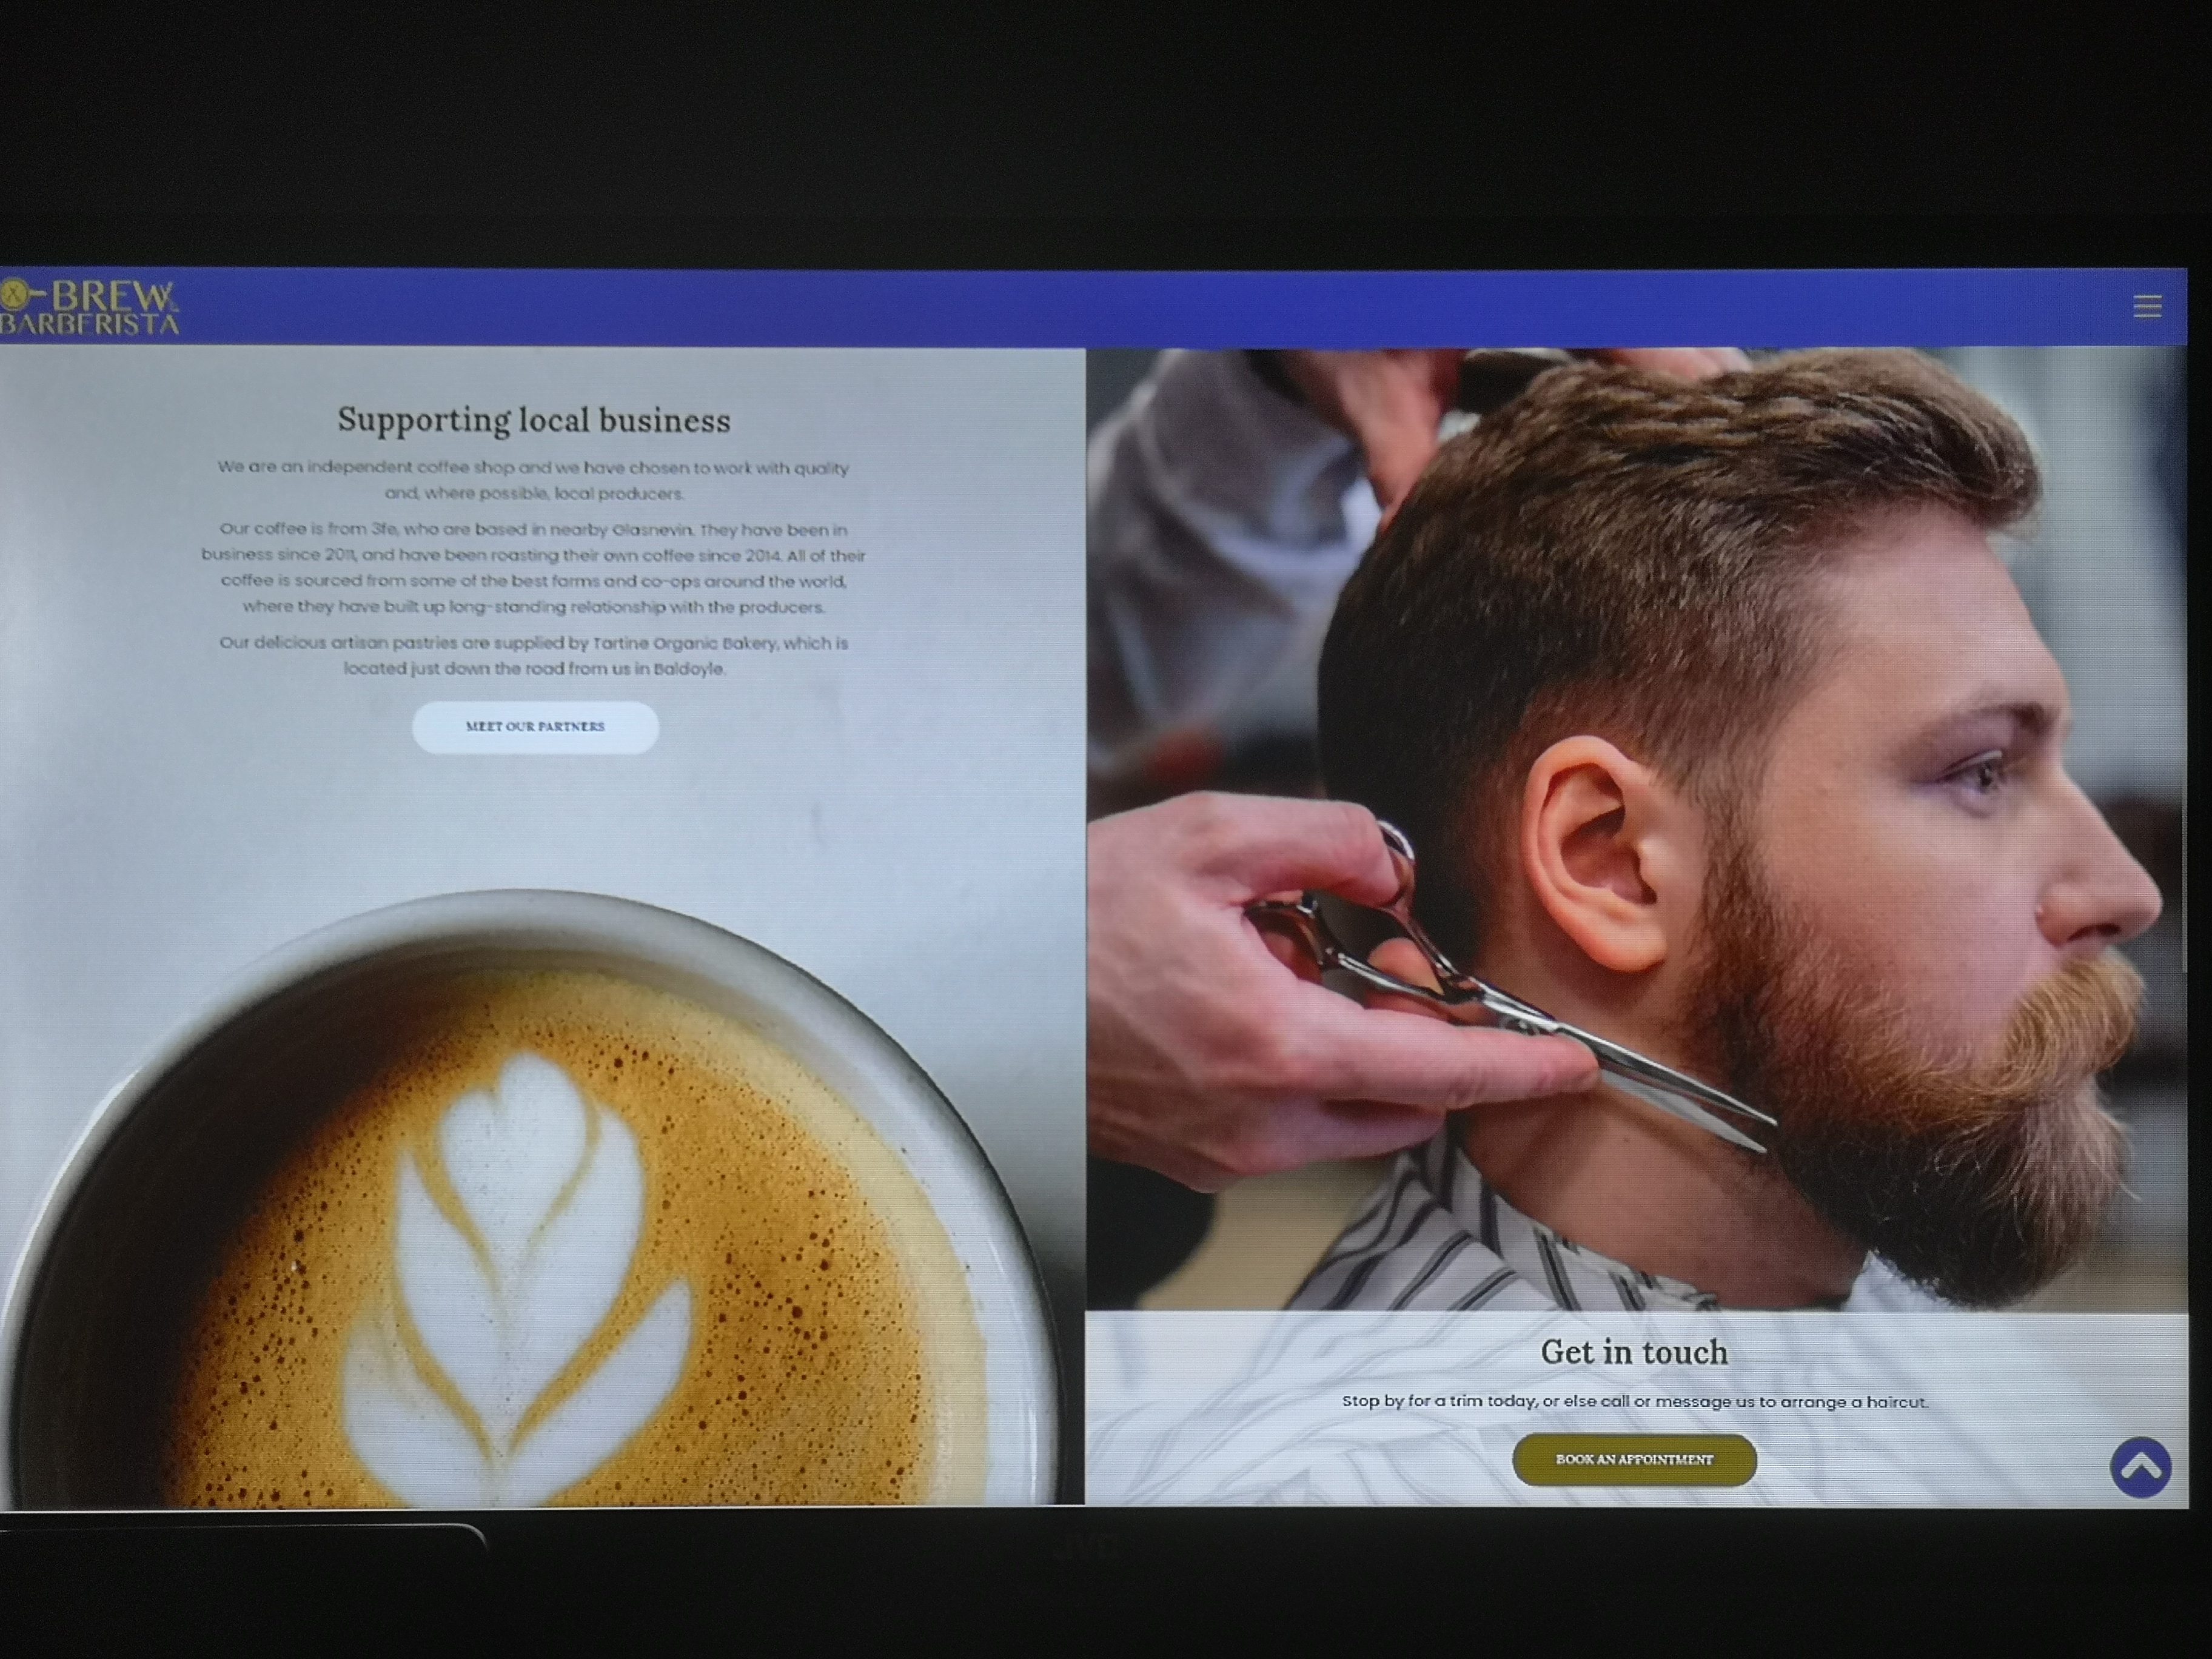 BREW
BARBERISTA
Supporting local business
We are an independent coffee shop and we have chosen to work with quality
and, where possible, local producers.
Our coffee is from 3fe, who are based in nearby Glasnevin. They have been in
business since 2011, and have been roasting their own coffee since 2014. All of their
coffee is sourced from some of the best farms and co-ops around the world,
where they have built up long-standing relationship with the producers.
Our delicious artisan pastries are supplied by Tartine Organic Bakery, which is
located just down the road from us in Baldoyle.
MEET OUR PARTNERS
Get in touch
Stop by for a trim today, or else call or message us to arrange a haircut.
BOOK AN APPOINTMENT
JVC